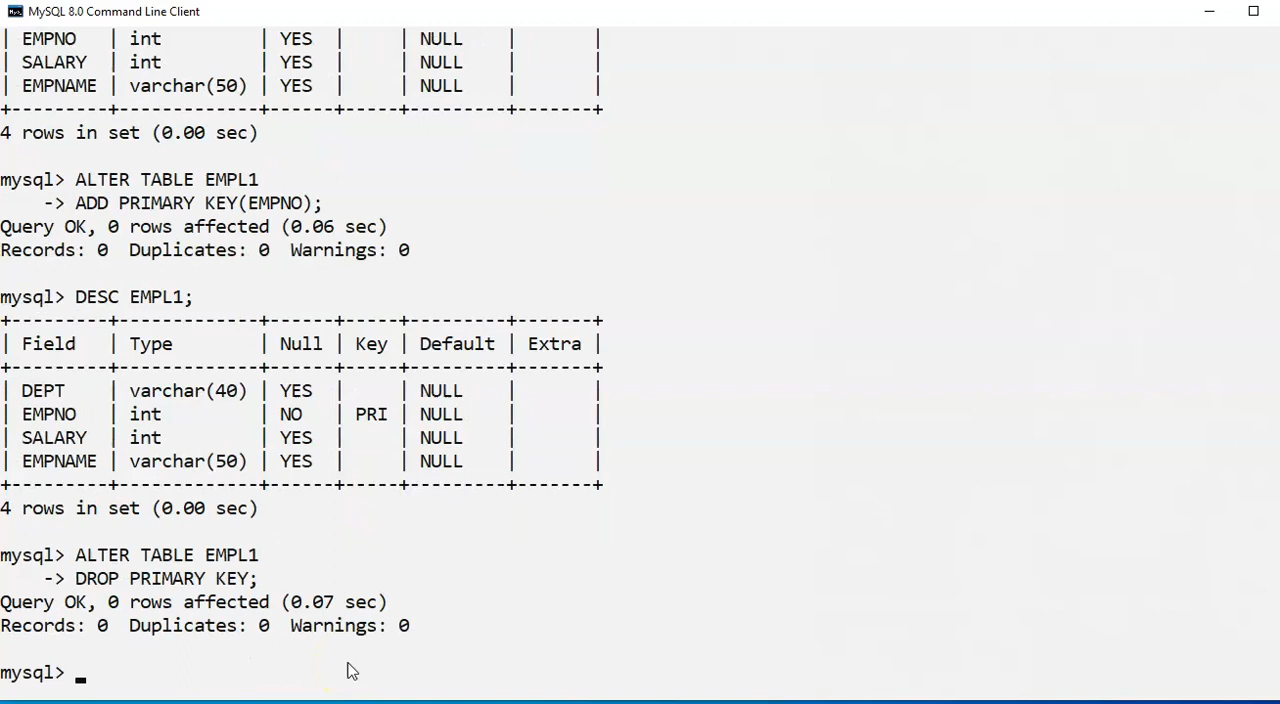 MySQL 8.0 Command Line Client
| EMPNO   | int         | YES  |     | NULL    |       |
| SALARY  | int         | YES  |     | NULL    |       |
| EMPNAME | varchar(50) | YES  |     | NULL    |       |
+---------+-------------+------+-----+---------+-------+
4 rows in set (0.00 sec)
mysql> ALTER TABLE EMPL1
    -> ADD PRIMARY KEY(EMPNO);
Query OK, 0 rows affected (0.06 sec)
Records: 0  Duplicates: 0  Warnings: 0
mysql> DESC EMPL1;
+---------+-------------+------+-----+---------+-------+
| Field   | Type        | Null | Key | Default | Extra |
+---------+-------------+------+-----+---------+-------+
| DEPT    | varchar(40) | YES  |     | NULL    |       |
| EMPNO   | int         | NO   | PRI | NULL    |       |
| SALARY  | int         | YES  |     | NULL    |       |
| EMPNAME | varchar(50) | YES  |     | NULL    |       |
+---------+-------------+------+-----+---------+-------+
4 rows in set (0.00 sec)
mysql> ALTER TABLE EMPL1
    -> DROP PRIMARY KEY;
Query OK, 0 rows affected (0.07 sec)
Records: 0  Duplicates: 0  Warnings: 0
mysql> _